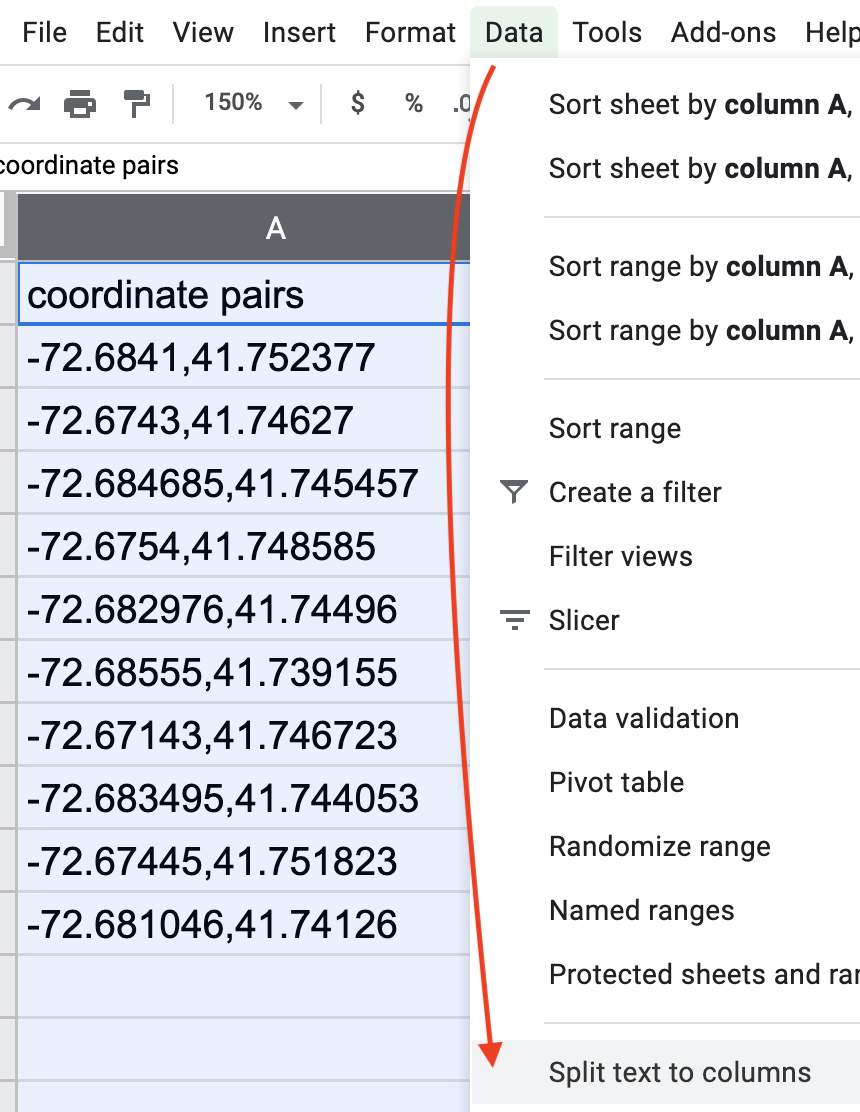 File Edit View Insert Format Data Tools Add-ons Help
150% $ % .0
coordinate pairs
A
coordinate pairs
-72.6841,41.752377
-72.6743,41.74627
-72.684685,41.745457
-72.6754,41.748585
-72.682976,41.74496
-72.68555,41.739155
-72.67143,41.746723
-72.683495,41.744053
-72.67445,41.751823
-72.681046,41.74126
Sort sheet by column A,
Sort sheet by column A,
Sort range by column A,
Sort range by column A,
Sort range
Create a filter
Filter views
Slicer
Data validation
Pivot table
Randomize range
Named ranges
Protected sheets and
Split text to columns